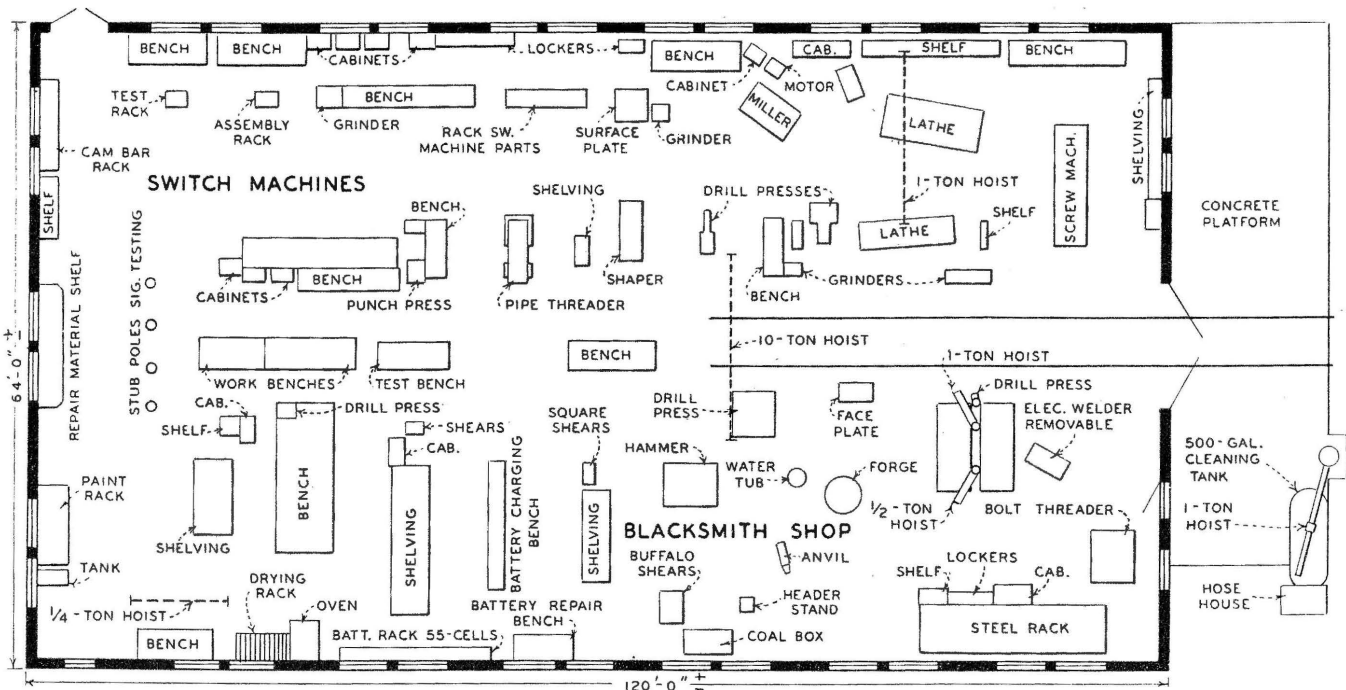 BENCH
BENCH
CABINETS
LOCKERS
BENCH
CAB.
SHELF
BENCH
CABINET
MOTOR
TEST
RACK
ASSEMBLY
RACK
BENCH
GRINDER
RACK SW.
MACHINE PARTS
SURFACE
PLATE
GRINDER
MILLER
LATHE
SCREW MACH.
SHELVING
CAM BAR
RACK
SHELF
SWITCH MACHINES
SHELVING
DRILL PRESSES
1-TON HOIST
SHELF
CONCRETE
PLATFORM
BENCH
LATHE
STUB POLES SIG. TESTING
REPAIR MATERIAL SHELF
CABINETS
BENCH
PUNCH PRESS
PIPE THREADER
SHAPER
BENCH
GRINDERS
64'-0" ±
WORK BENCHES
TEST BENCH
BENCH
10-TON HOIST
1-TON HOIST
DRILL PRESS
CAB.
SHELF
DRILL PRESS
SHEARS
CAB.
SQUARE
SHEARS
DRILL
PRESS
FACE
PLATE
ELEC. WELDER
REMOVABLE
500-GAL.
CLEANING
TANK
HAMMER
WATER
TUB
FORGE
1/2-TON
HOIST
BOLT THREADER
1-TON
HOIST
PAINT
RACK
SHELVING
BENCH
SHELVING
BATTERY CHARGING
BENCH
SHELVING
BLACKSMITH SHOP
BUFFALO
SHEARS
ANVIL
TANK
1/4-TON HOIST
DRYING
RACK
OVEN
BATTERY REPAIR
BENCH
HEADER
STAND
SHELF
LOCKERS
CAB.
HOSE
HOUSE
BENCH
BATT. RACK 55-CELLS
COAL BOX
STEEL RACK
120'-0" ±